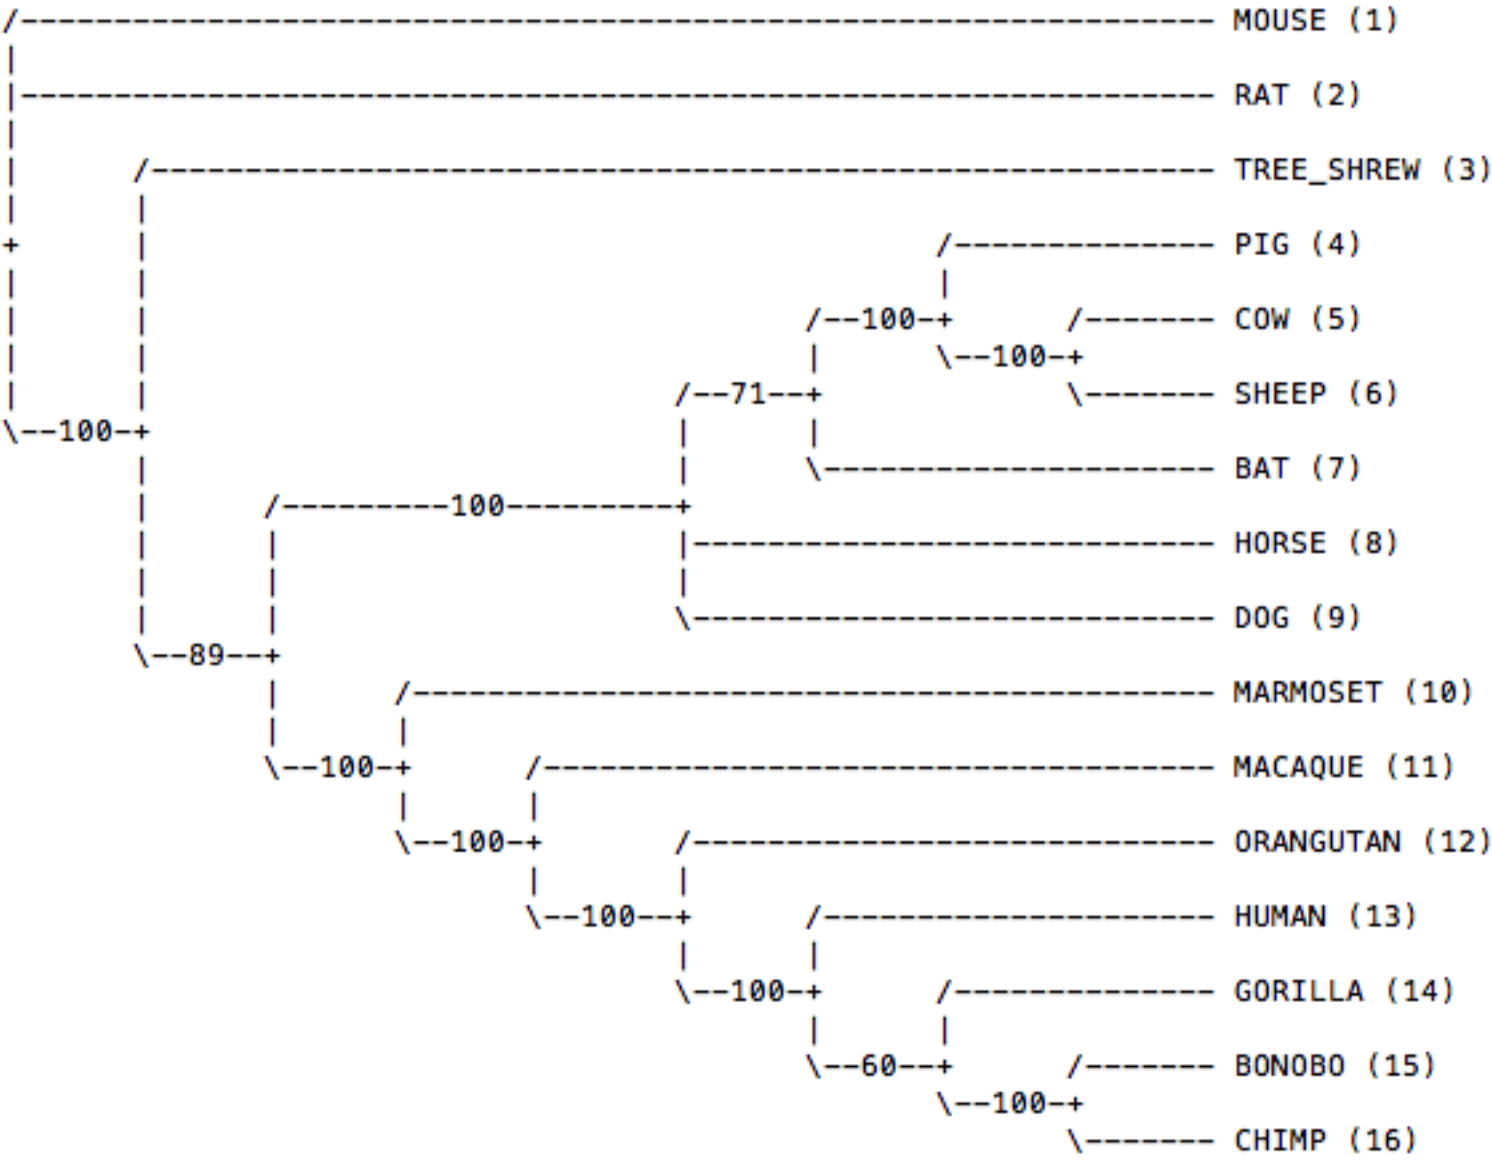 /---------------------------------------------------------------- MOUSE (1)
|
|---------------------------------------------------------------- RAT (2)
|
|      /--------------------------------------------------------- TREE_SHREW (3)
|      |
+      |                                          /-------------- PIG (4)
|      |                                          |
|      |                                   /--100-+      /------- COW (5)
|      |                                   |      \--100-+
|      |                            /--71--+             \------- SHEEP (6)
\--100-+                            |      |
       |                            |      \--------------------- BAT (7)
       |      /---------100---------+
       |      |                     |---------------------------- HORSE (8)
       |      |                     |
       |      |                     \---------------------------- DOG (9)
       \--89--+
              |      /------------------------------------------- MARMOSET (10)
              |      |
              \--100-+      /------------------------------------ MACAQUE (11)
                     |      |
                     \--100-+       /---------------------------- ORANGUTAN (12)
                            |       |
                            \--100--+      /--------------------- HUMAN (13)
                                    |      |
                                    \--100-+      /-------------- GORILLA (14)
                                           |      |
                                           \--60--+      /------- BONOBO (15)
                                                  \--100-+
                                                         \------- CHIMP (16)